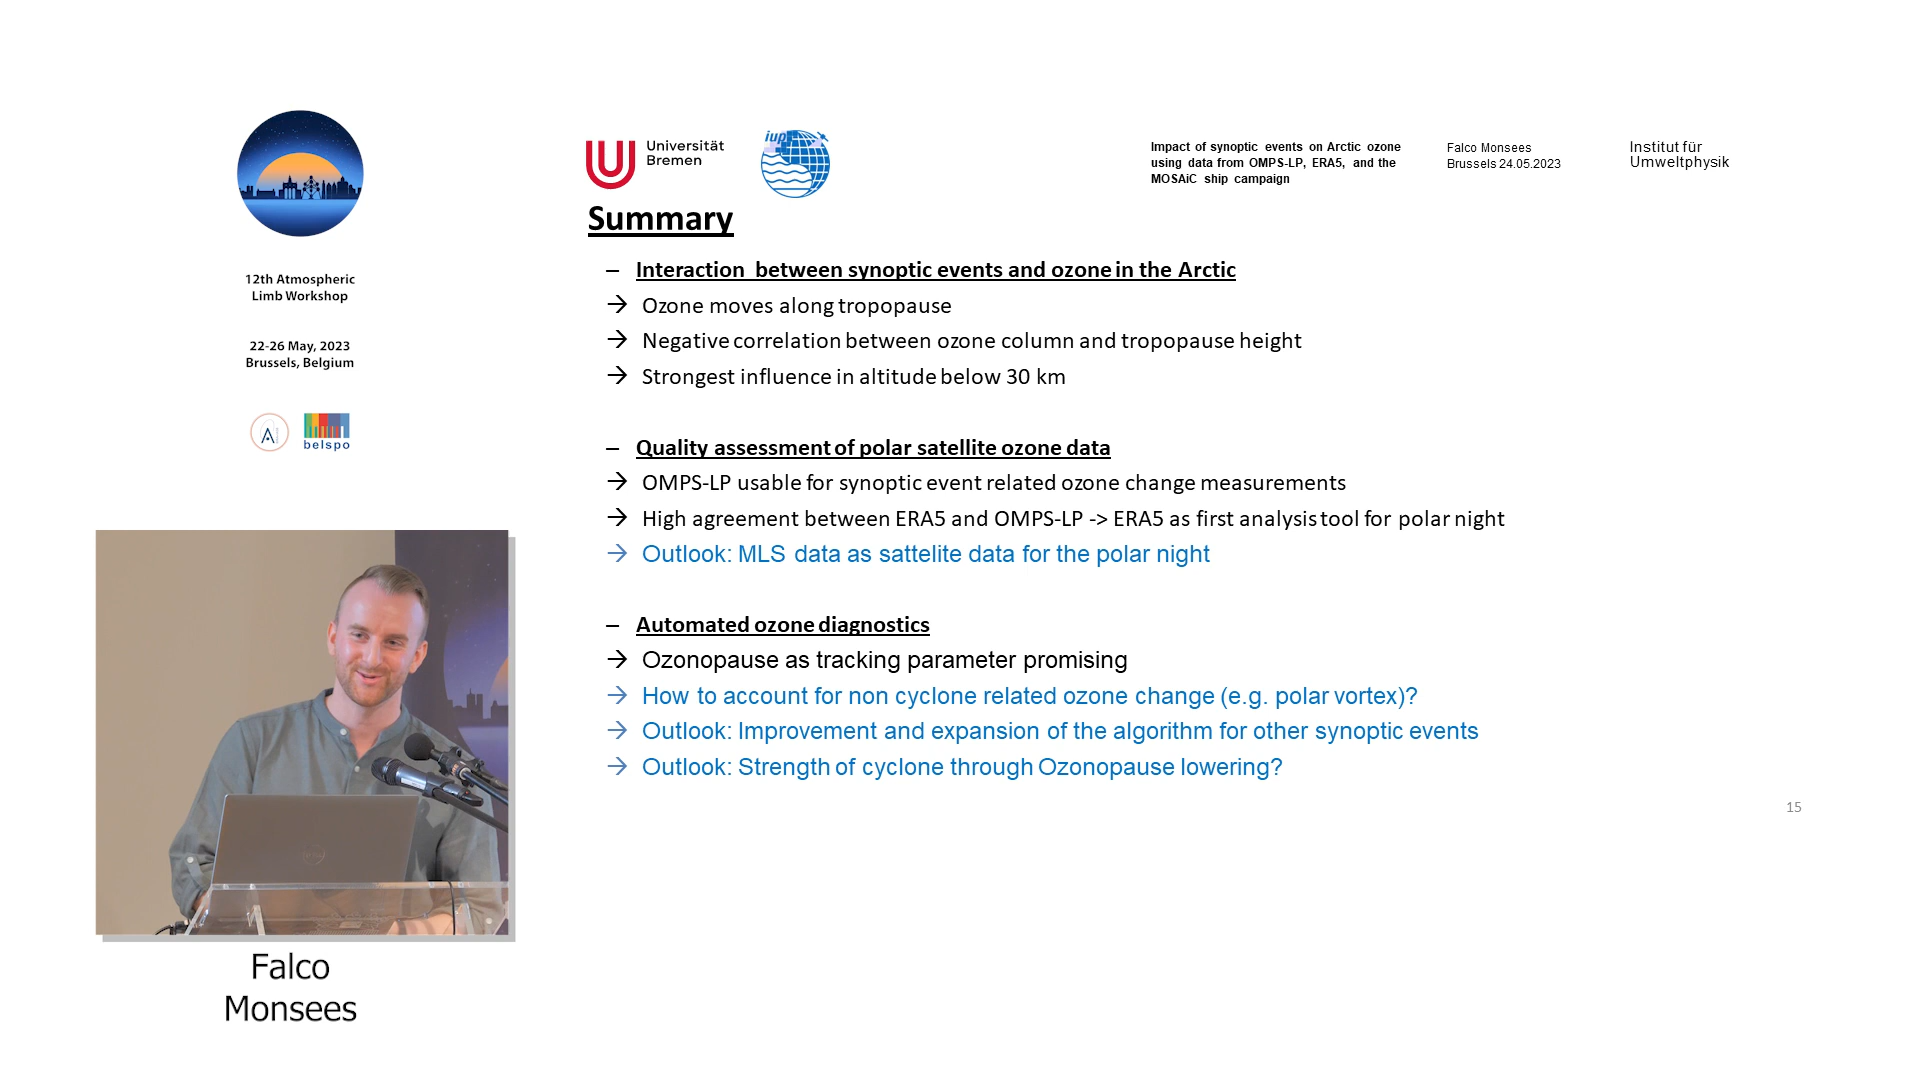 12th Atmospheric
Limb Workshop
22-26 May, 2023
Brussels, Belgium
A
belspo
Universität
Bremen
iup
Impact of synoptic events on Arctic ozone
using data from OMPS-LP, ERA5, and the
MOSAiC ship campaign
Falco Monsees
Brussels 24.05.2023
Institut für
Umweltphysik
Summary
– Interaction between synoptic events and ozone in the Arctic
→ Ozone moves along tropopause
→ Negative correlation between ozone column and tropopause height
→ Strongest influence in altitude below 30 km
– Quality assessment of polar satellite ozone data
→ OMPS-LP usable for synoptic event related ozone change measurements
→ High agreement between ERA5 and OMPS-LP -> ERA5 as first analysis tool for polar night
→ Outlook: MLS data as sattelite data for the polar night
– Automated ozone diagnostics
→ Ozonopause as tracking parameter promising
→ How to account for non cyclone related ozone change (e.g. polar vortex)?
→ Outlook: Improvement and expansion of the algorithm for other synoptic events
→ Outlook: Strength of cyclone through Ozonopause lowering?
15
Falco
Monsees